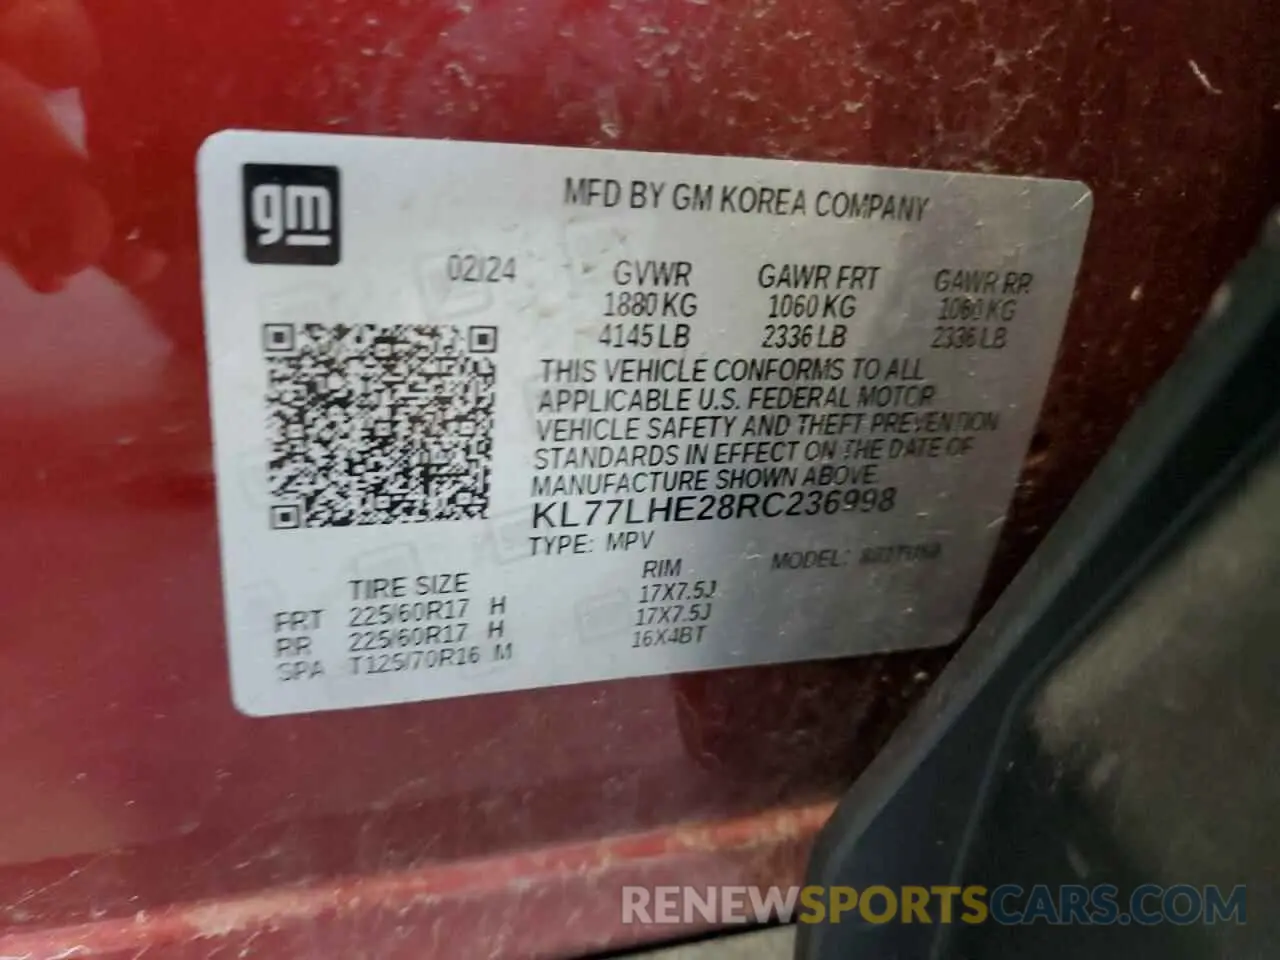 gm
MFD BY GM KOREA COMPANY
02/24 GVWR GAWR FRT GAWR RR
1880 KG 1060 KG 1060 KG
4145 LB 2336 LB 2336 LB
THIS VEHICLE CONFORMS TO ALL
APPLICABLE U.S. FEDERAL MOTOR
VEHICLE SAFETY AND THEFT PREVENTION
STANDARDS IN EFFECT ON THE DATE OF
MANUFACTURE SHOWN ABOVE.
KL77LHE28RC236998
TYPE: MPV MODEL:
TIRE SIZE RIM
FRT 225/60R17 H 17X7.5J
RR 225/60R17 H 17X7.5J
SPA T125/70R16 M 16X4BT
RENEWSPORTSCARS.COM